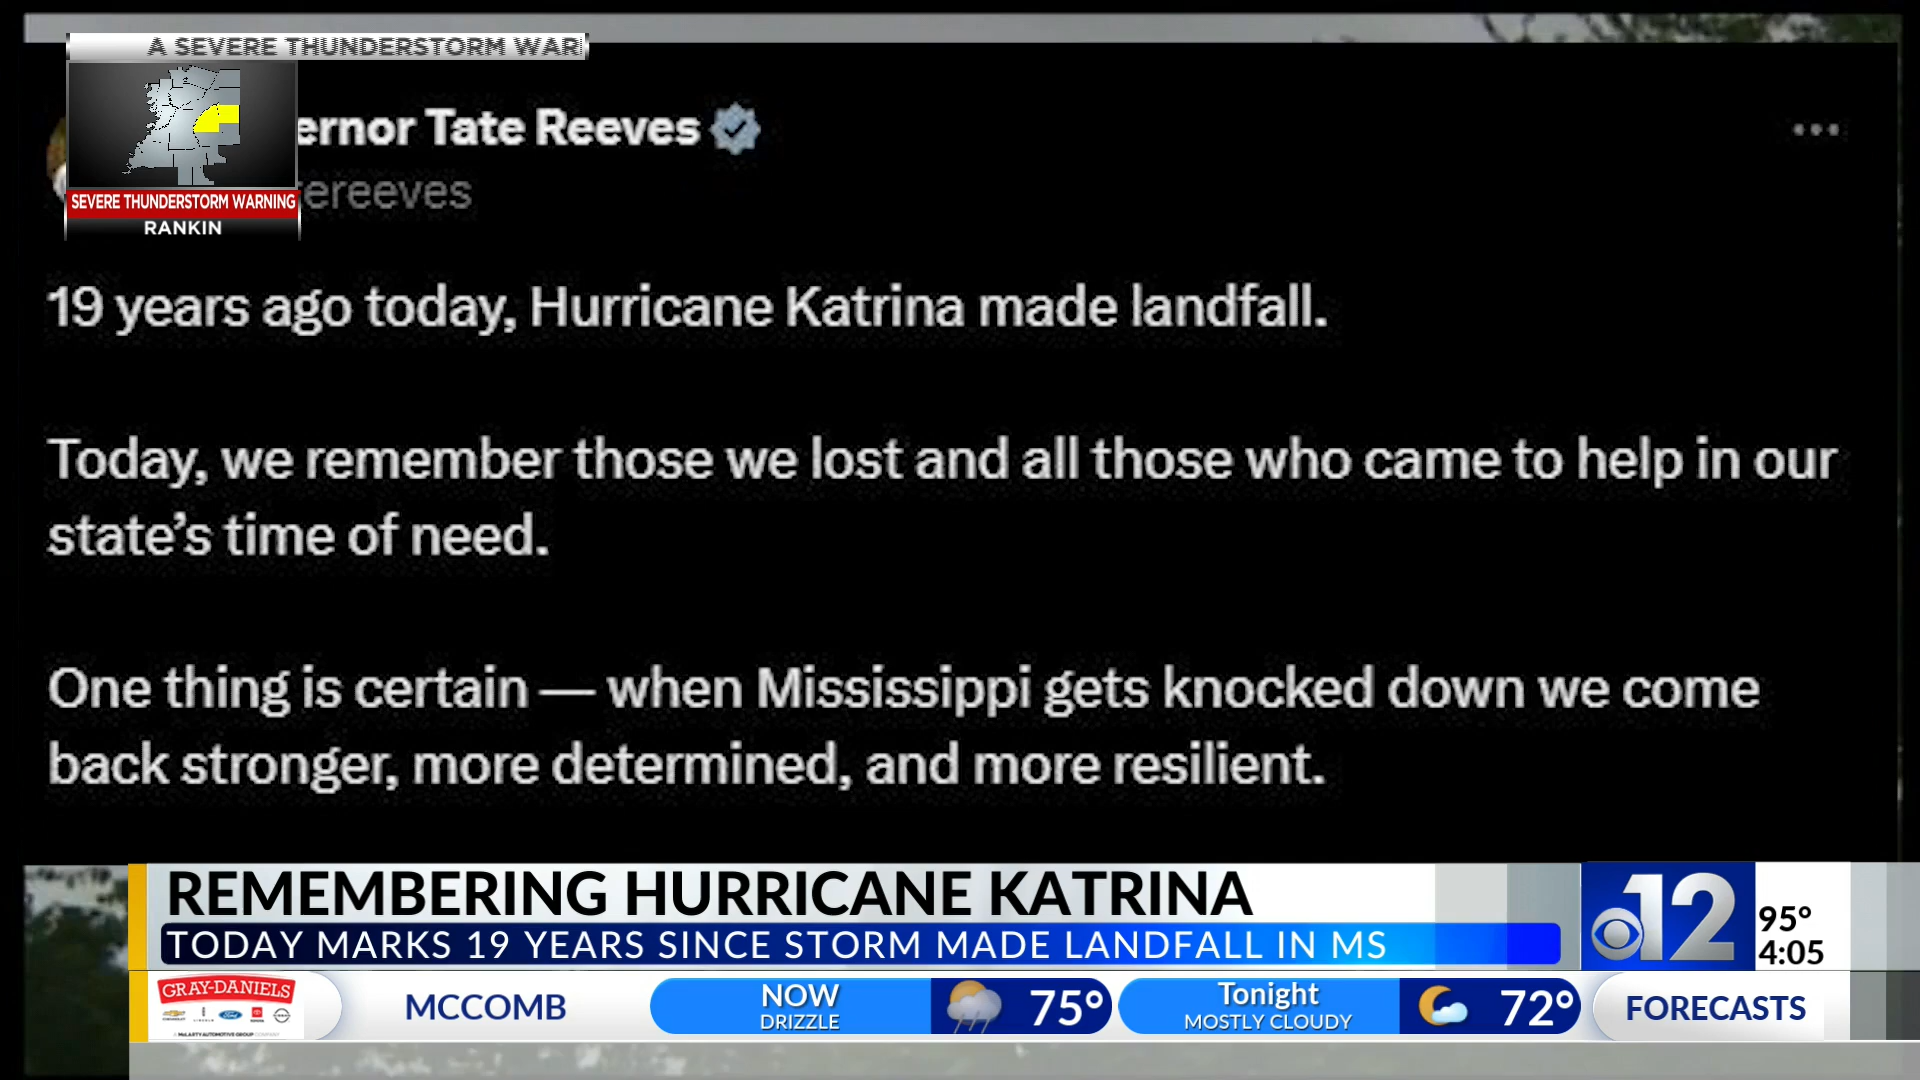 A SEVERE THUNDERSTORM WAR
SEVERE THUNDERSTORM WARNING
RANKIN
ernor Tate Reeves
ereeves
19 years ago today, Hurricane Katrina made landfall.
Today, we remember those we lost and all those who came to help in our
state’s time of need.
One thing is certain — when Mississippi gets knocked down we come
back stronger, more determined, and more resilient.
REMEMBERING HURRICANE KATRINA
TODAY MARKS 19 YEARS SINCE STORM MADE LANDFALL IN MS
12
95°
4:05
GRAY-DANIELS
MCCOMB
NOW
DRIZZLE
75°
Tonight
MOSTLY CLOUDY
72°
FORECASTS